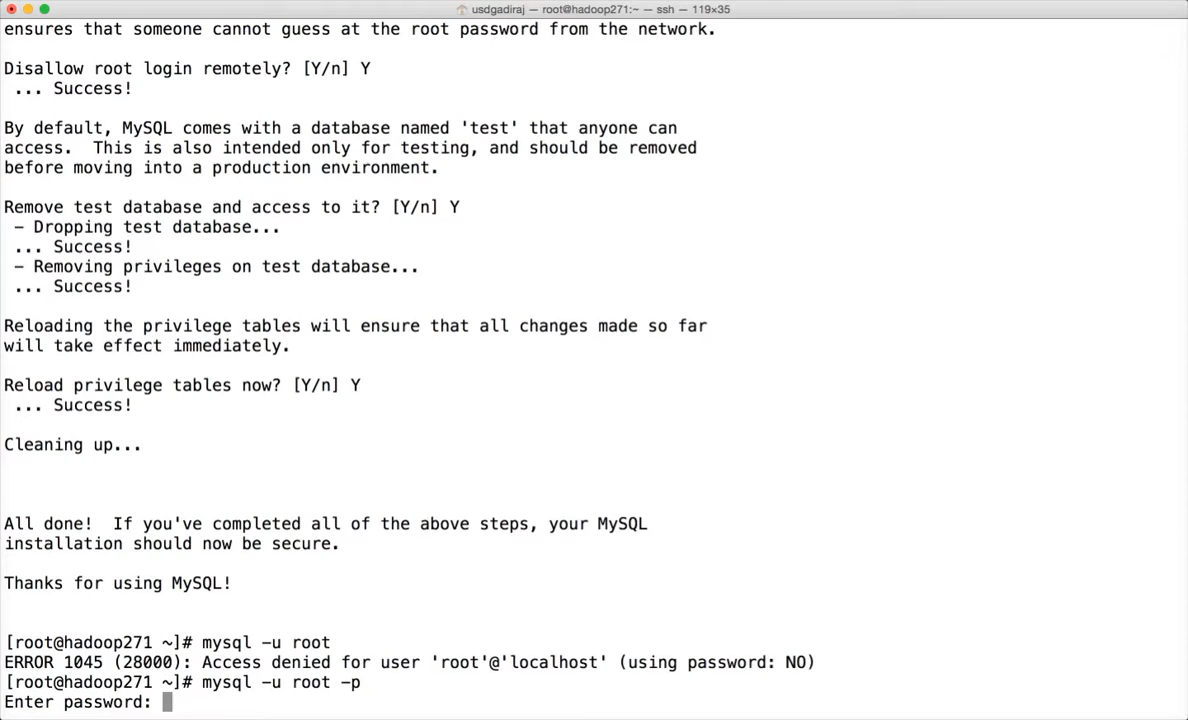 usdgadiraj — root@hadoop271:~ — ssh — 119×35
ensures that someone cannot guess at the root password from the network.
Disallow root login remotely? [Y/n] Y
... Success!
By default, MySQL comes with a database named 'test' that anyone can
access.  This is also intended only for testing, and should be removed
before moving into a production environment.
Remove test database and access to it? [Y/n] Y
- Dropping test database...
... Success!
- Removing privileges on test database...
... Success!
Reloading the privilege tables will ensure that all changes made so far
will take effect immediately.
Reload privilege tables now? [Y/n] Y
... Success!
Cleaning up...
All done!  If you've completed all of the above steps, your MySQL
installation should now be secure.
Thanks for using MySQL!
[root@hadoop271 ~]# mysql -u root
ERROR 1045 (28000): Access denied for user 'root'@'localhost' (using password: NO)
[root@hadoop271 ~]# mysql -u root -p
Enter password: